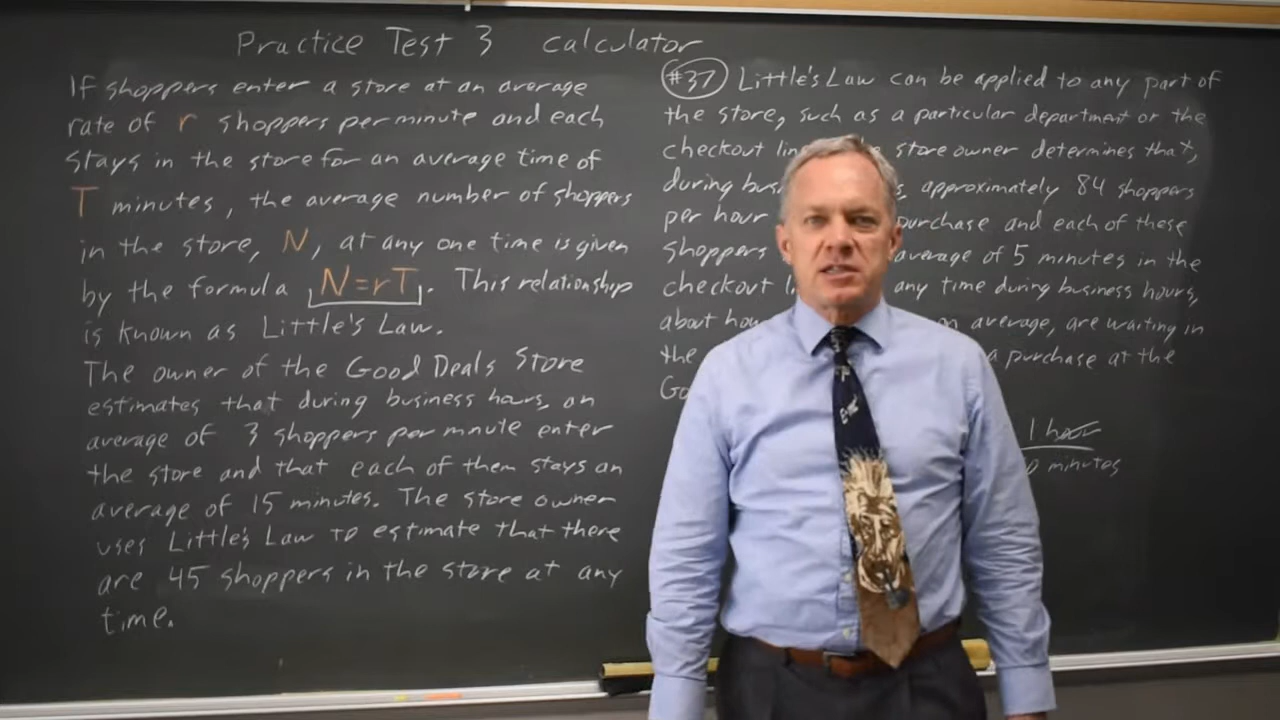 Practice Test 3 calculator
If shoppers enter a store at an average
rate of r shoppers per minute and each
stays in the store for an average time of
T minutes, the average number of shoppers
in the store, N, at any one time is given
by the formula N=rT. This relationship
is known as Little's Law.
The owner of the Good Deals Store
estimates that during business hours, an
average of 3 shoppers per mnute enter
the store and that each of them stays an
average of 15 minutes. The store owner
uses Little's Law to estimate that there
are 45 shoppers in the store at any
time.
#37 Little's Law can be applied to any part of
the store, such as a particular department or the
checkout store owner determines that,
during approximately 84 shoppers
per hour purchase and each of these
shoppers average of 5 minutes in the
checkout any time during business hours,
about average, are waiting in
the a purchase at the
1 hour
minutes